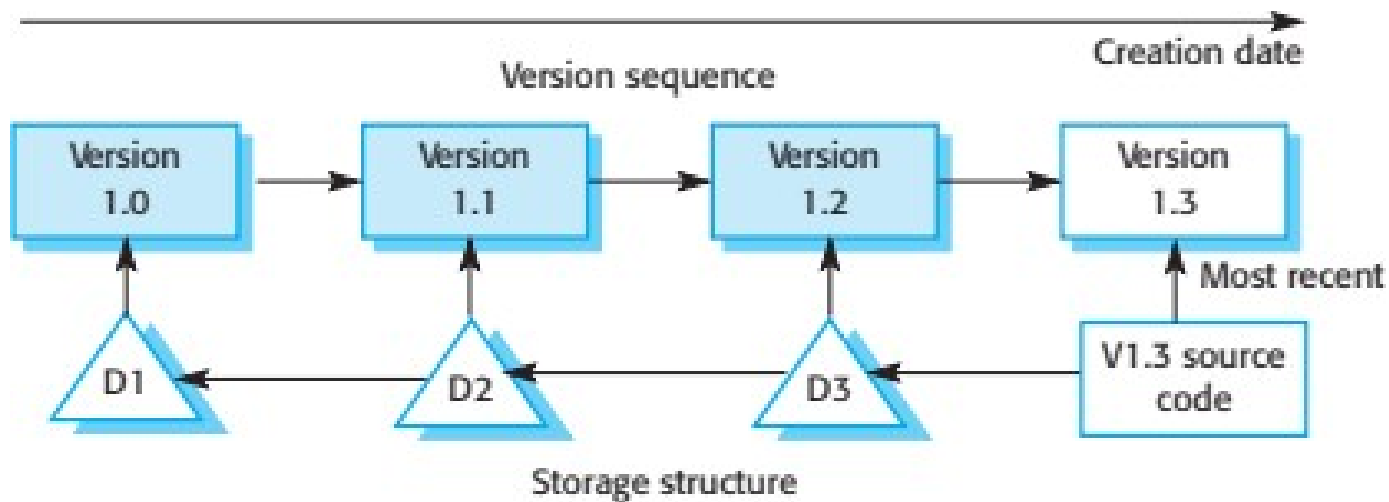 Creation date
Version sequence
Version
1.0
Version
1.1
Version
1.2
Version
1.3
Most recent
D1
D2
D3
V1.3 source
code
Storage structure